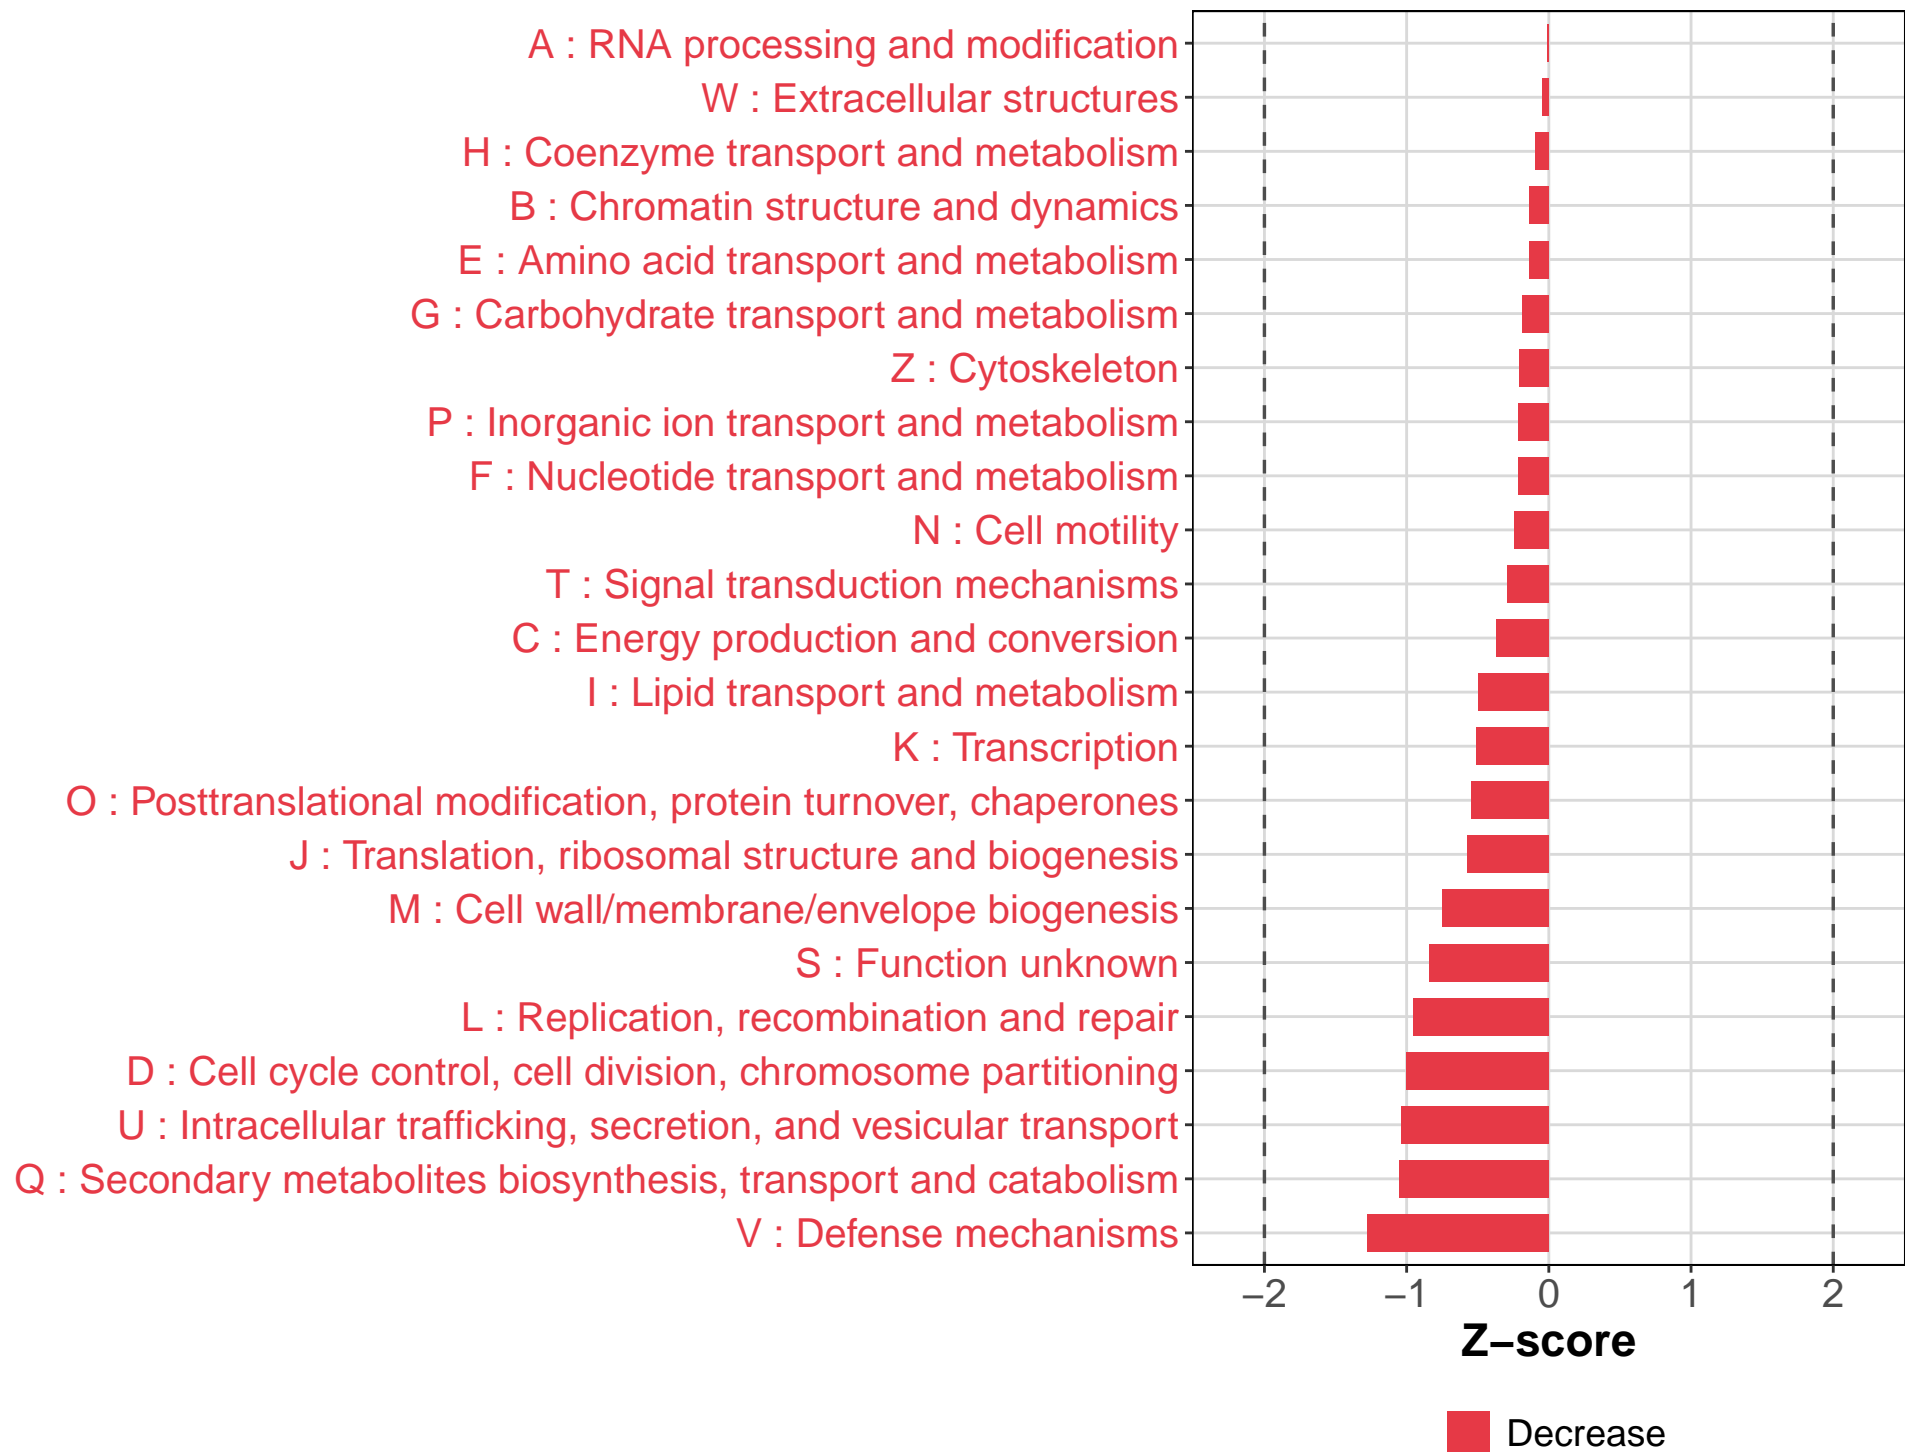 A : RNA processing and modification
W : Extracellular structures
H : Coenzyme transport and metabolism
B : Chromatin structure and dynamics
E : Amino acid transport and metabolism
G : Carbohydrate transport and metabolism
Z : Cytoskeleton
P : Inorganic ion transport and metabolism
F : Nucleotide transport and metabolism
N : Cell motility
T : Signal transduction mechanisms
C : Energy production and conversion
I : Lipid transport and metabolism
K : Transcription
O : Posttranslational modification, protein turnover, chaperones
J : Translation, ribosomal structure and biogenesis
M : Cell wall/membrane/envelope biogenesis
S : Function unknown
L : Replication, recombination and repair
D : Cell cycle control, cell division, chromosome partitioning
U : Intracellular trafficking, secretion, and vesicular transport
Q : Secondary metabolites biosynthesis, transport and catabolism
V : Defense mechanisms
−2 −1 0 1 2
Z−score
Decrease